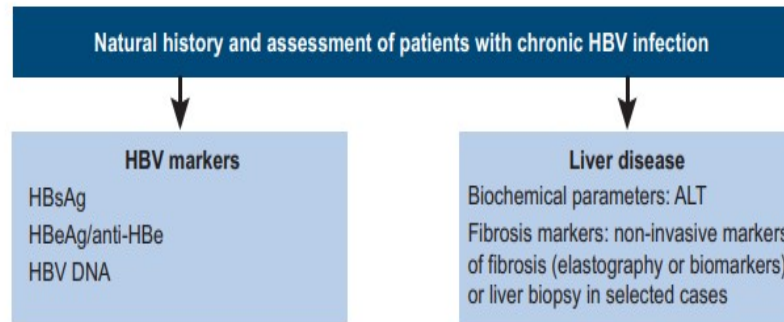 Natural history and assessment of patients with chronic HBV infection
HBV markers
HBsAg
HBeAg/anti-HBe
HBV DNA
Liver disease
Biochemical parameters: ALT
Fibrosis markers: non-invasive markers
of fibrosis (elastography or biomarkers)
or liver biopsy in selected cases